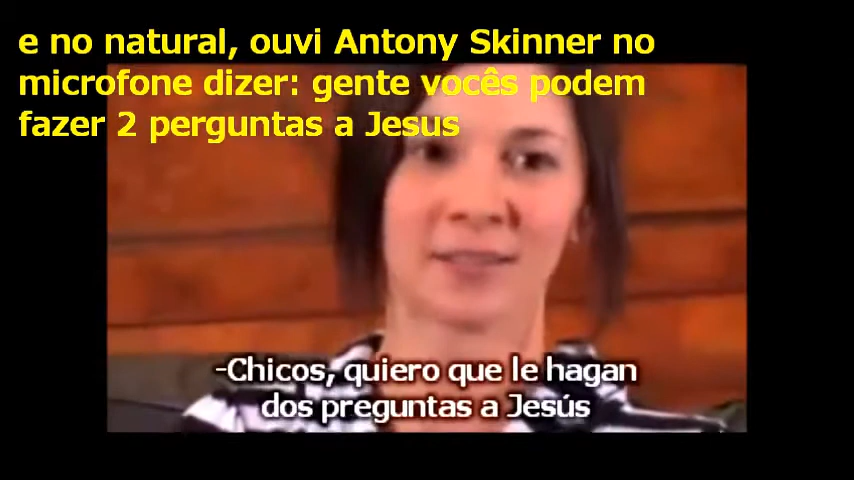 e no natural, ouvi Antony Skinner no
microfone dizer: gente vocês podem
fazer 2 perguntas a Jesus
-Chicos, quiero que le hagan
dos preguntas a Jesús